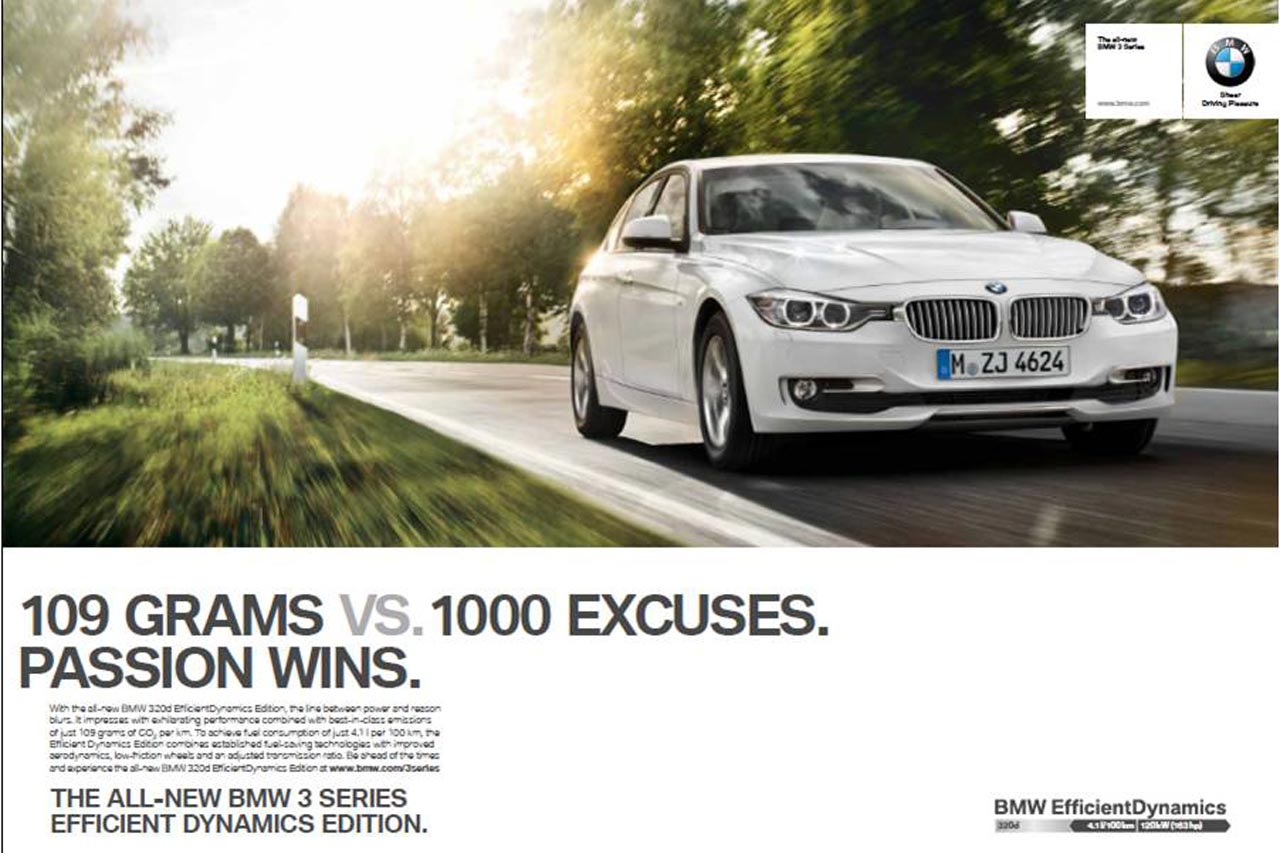 The all-new
BMW 3 Series
www.bmw.com
BMW
Sheer
Driving Pleasure
M ZJ 4624
109 GRAMS VS. 1000 EXCUSES.
PASSION WINS.
With the all-new BMW 320d EfficientDynamics Edition, the line between power and reason
blurs. It impresses with exhilarating performance combined with best-in-class emissions
of just 109 grams of CO₂ per km. To achieve fuel consumption of just 4.1 l per 100 km, the
Efficient Dynamics Edition combines established fuel-saving technologies with improved
aerodynamics, low-friction wheels and an adjusted transmission ratio. Be ahead of the times
and experience the all-new BMW 320d EfficientDynamics Edition at www.bmw.com/3series
THE ALL-NEW BMW 3 SERIES
EFFICIENT DYNAMICS EDITION.
BMW EfficientDynamics
320d 4.1 l/100 km 120 kW (163 hp)